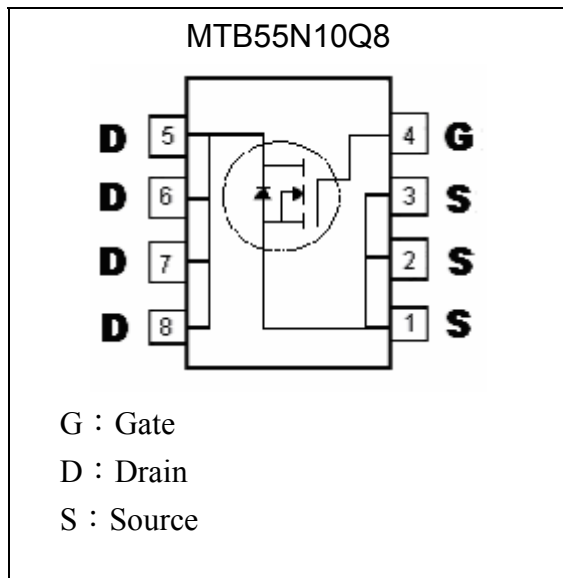 MTB55N10Q8
D 5 4 G
D 6 3 S
D 7 2 S
D 8 1 S
G：Gate
D：Drain
S：Source